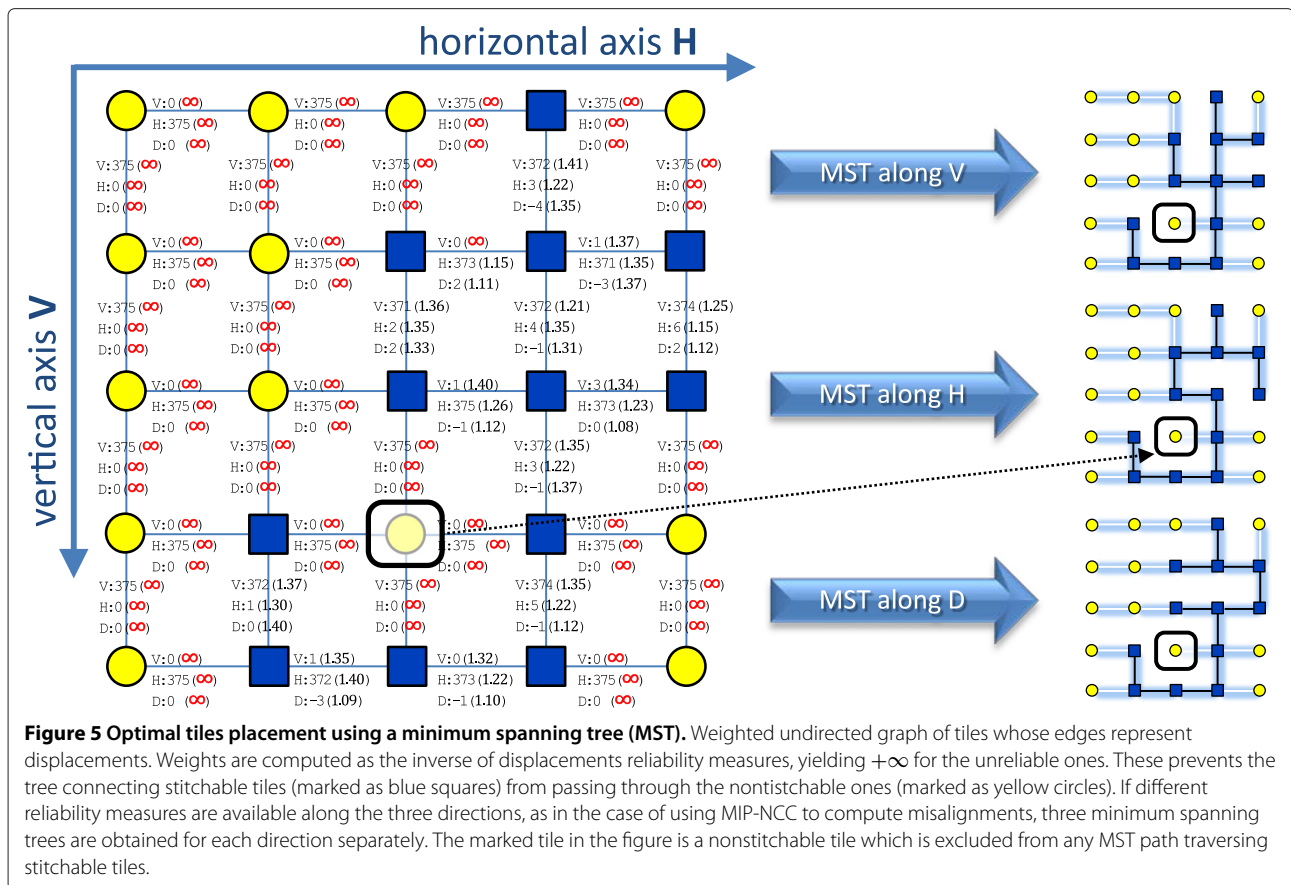 horizontal axis H
vertical axis V
V:0 (∞) V:375(∞) V:375(∞) V:375(∞)
H:375(∞) H:0(∞) H:0(∞) H:0(∞)
D:0 (∞) D:0(∞) D:0(∞) D:0(∞)
V:375(∞) V:375(∞) V:375(∞) V:372(1.41) V:375(∞)
H:0(∞) H:0(∞) H:0(∞) H:3(1.22) H:0(∞)
D:0(∞) D:0(∞) D:0(∞) D:-4(1.35) D:0(∞)
V:0(∞) V:0(∞) V:0(∞) V:1(1.37)
H:375(∞) H:375(∞) H:373(1.15) H:371(1.35)
D:0 (∞) D:0 (∞) D:2(1.11) D:-3(1.37)
V:375(∞) V:375(∞) V:371(1.36) V:372(1.21) V:374(1.25)
H:0(∞) H:0(∞) H:2(1.35) H:4(1.35) H:6(1.15)
D:0(∞) D:0(∞) D:2(1.33) D:-1(1.31) D:2(1.12)
V:0(∞) V:0(∞) V:1(1.40) V:3(1.34)
H:375(∞) H:375(∞) H:375(1.26) H:373(1.23)
D:0 (∞) D:0 (∞) D:-1(1.12) D:0(1.08)
V:375(∞) V:375(∞) V:375(∞) V:372(1.35) V:375(∞)
H:0(∞) H:0(∞) H:0(∞) H:3(1.22) H:0(∞)
D:0(∞) D:0(∞) D:0(∞) D:-1(1.37) D:0(∞)
V:0(∞) V:0(∞) V:0(∞) V:0(∞)
H:375(∞) H:375(∞) H:375 (∞) H:375(∞)
D:0 (∞) D:0 (∞) D:0 (∞) D:0 (∞)
V:375(∞) V:372(1.37) V:375(∞) V:374(1.35) V:375(∞)
H:0(∞) H:1(1.30) H:0(∞) H:5(1.22) H:0(∞)
D:0(∞) D:0(1.40) D:0(∞) D:-1(1.12) D:0(∞)
V:0(∞) V:1(1.35) V:0(1.32) V:0(∞)
H:375(∞) H:372(1.40) H:373(1.22) H:375(∞)
D:0 (∞) D:-3(1.09) D:-1(1.10) D:0 (∞)
MST along V
MST along H
MST along D
Figure 5 Optimal tiles placement using a minimum spanning tree (MST). Weighted undirected graph of tiles whose edges represent
displacements. Weights are computed as the inverse of displacements reliability measures, yielding +∞ for the unreliable ones. These prevents the
tree connecting stitchable tiles (marked as blue squares) from passing through the nontistchable ones (marked as yellow circles). If different
reliability measures are available along the three directions, as in the case of using MIP-NCC to compute misalignments, three minimum spanning
trees are obtained for each direction separately. The marked tile in the figure is a nonstitchable tile which is excluded from any MST path traversing
stitchable tiles.